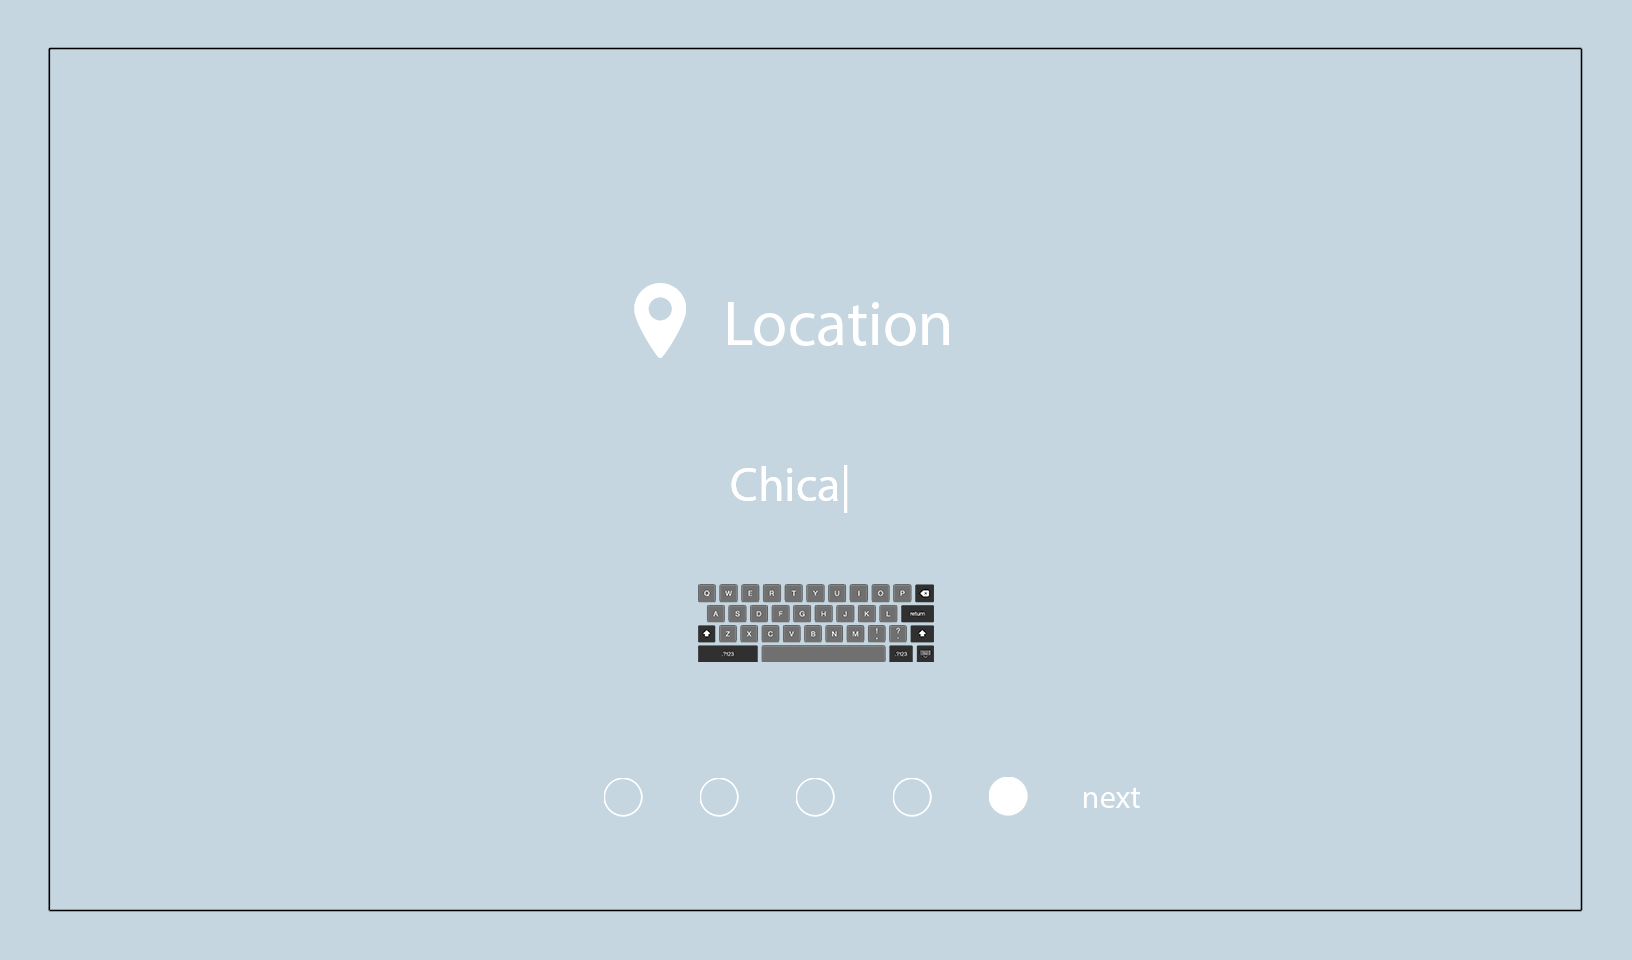 Location
Chica
Q W E R T Y U I O P
A S D F G H J K L return
Z X C V B N M ! , ? .
.?123 .?123
next